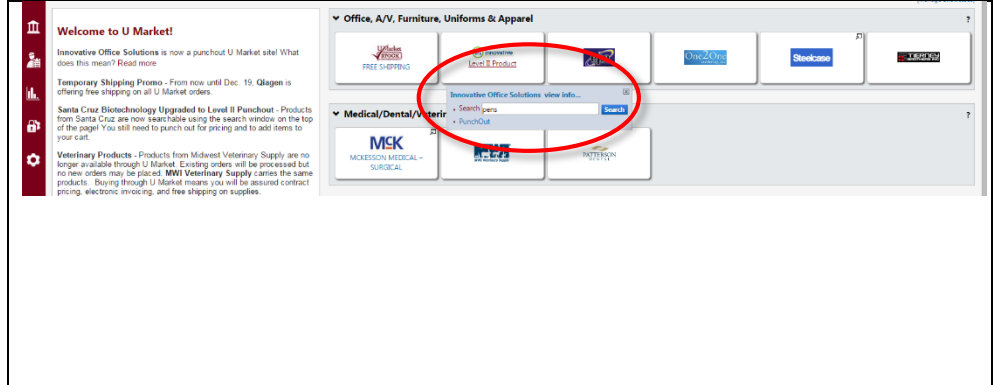 Welcome to U Market!
Innovative Office Solutions is now a punchout U Market site! What
does this mean? Read more
Temporary Shipping Promo - From now until Dec. 19, Qiagen is
offering free shipping on all U Market orders.
Santa Cruz Biotechnology Upgraded to Level II Punchout - Products
from Santa Cruz are now searchable using the search window on the top
of the page! You still need to punch out for pricing and to add items to
your cart.
Veterinary Products - Products from Midwest Veterinary Supply are no
longer available through U Market. Existing orders will be processed but
no new orders may be placed. MWI Veterinary Supply carries the same
products. Buying through U Market means you will be assured contract
pricing, electronic invoicing, and free shipping on supplies.
Office, A/V, Furniture, Uniforms & Apparel
?
UMarket
STOCK
FREE SHIPPING
Innovative
Level II Product
One2One
Steelcase
Innovative Office Solutions view info...
Search pens
Search
PunchOut
Medical/Dental/Veterin
?
MCK
MCKESSON MEDICAL –
SURGICAL
MWI
PATTERSON
DENTAL